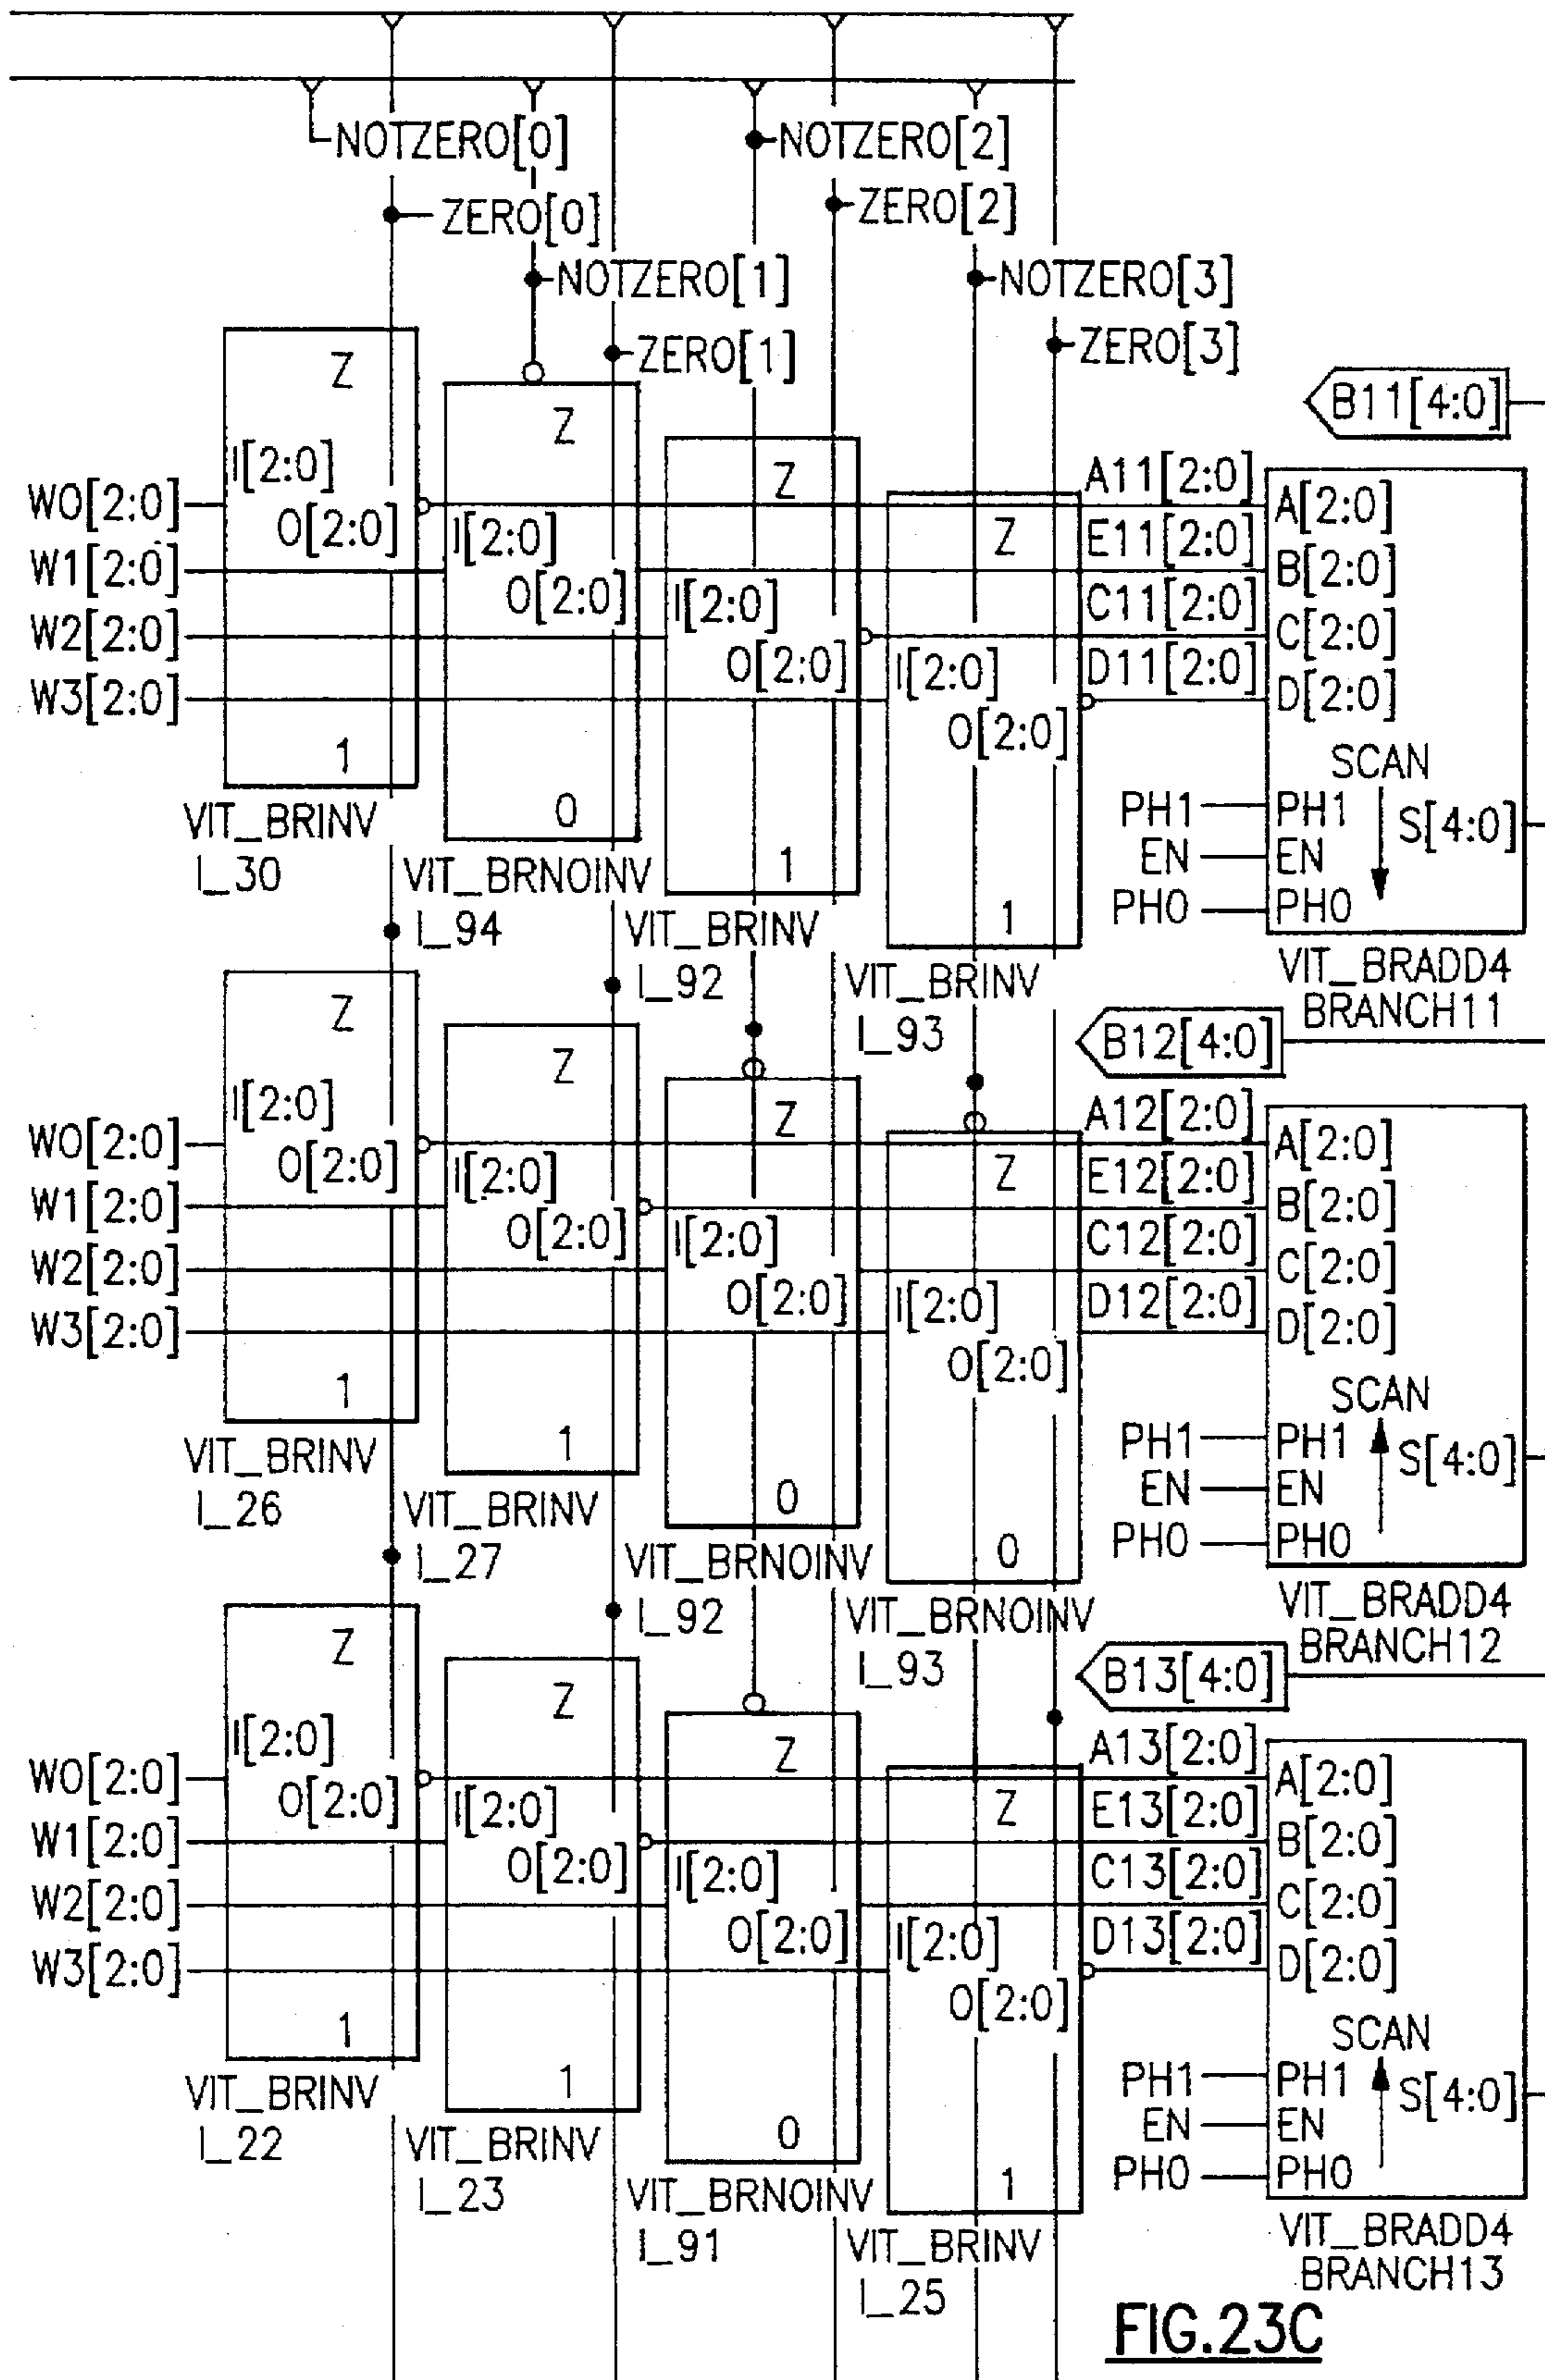 NOTZERO[0]
NOTZERO[2]
ZERO[0]
ZERO[2]
NOTZERO[1]
NOTZERO[3]
ZERO[1]
ZERO[3]
B11[4:0]
Z
Z
Z
Z
W0[2:0]
W1[2:0]
W2[2:0]
W3[2:0]
I[2:0]
O[2:0]
I[2:0]
O[2:0]
I[2:0]
O[2:0]
I[2:0]
O[2:0]
A11[2:0]
E11[2:0]
C11[2:0]
D11[2:0]
A[2:0]
B[2:0]
C[2:0]
D[2:0]
SCAN
PH1
EN
PH0
PH1
EN
PH0
S[4:0]
1
0
1
1
VIT_BRINV
I_30
VIT_BRNOINV
I_94
VIT_BRINV
I_92
VIT_BRINV
I_93
VIT_BRADD4
BRANCH11
B12[4:0]
Z
Z
Z
Z
W0[2:0]
W1[2:0]
W2[2:0]
W3[2:0]
I[2:0]
O[2:0]
I[2:0]
O[2:0]
I[2:0]
O[2:0]
I[2:0]
O[2:0]
A12[2:0]
E12[2:0]
C12[2:0]
D12[2:0]
A[2:0]
B[2:0]
C[2:0]
D[2:0]
SCAN
PH1
EN
PH0
PH1
EN
PH0
S[4:0]
1
1
0
0
VIT_BRINV
I_26
VIT_BRINV
I_27
VIT_BRNOINV
I_92
VIT_BRNOINV
I_93
VIT_BRADD4
BRANCH12
B13[4:0]
Z
Z
Z
Z
W0[2:0]
W1[2:0]
W2[2:0]
W3[2:0]
I[2:0]
O[2:0]
I[2:0]
O[2:0]
I[2:0]
O[2:0]
I[2:0]
O[2:0]
A13[2:0]
E13[2:0]
C13[2:0]
D13[2:0]
A[2:0]
B[2:0]
C[2:0]
D[2:0]
SCAN
PH1
EN
PH0
PH1
EN
PH0
S[4:0]
1
1
0
1
VIT_BRINV
I_22
VIT_BRINV
I_23
VIT_BRNOINV
I_91
VIT_BRINV
I_25
VIT_BRADD4
BRANCH13
FIG.23C